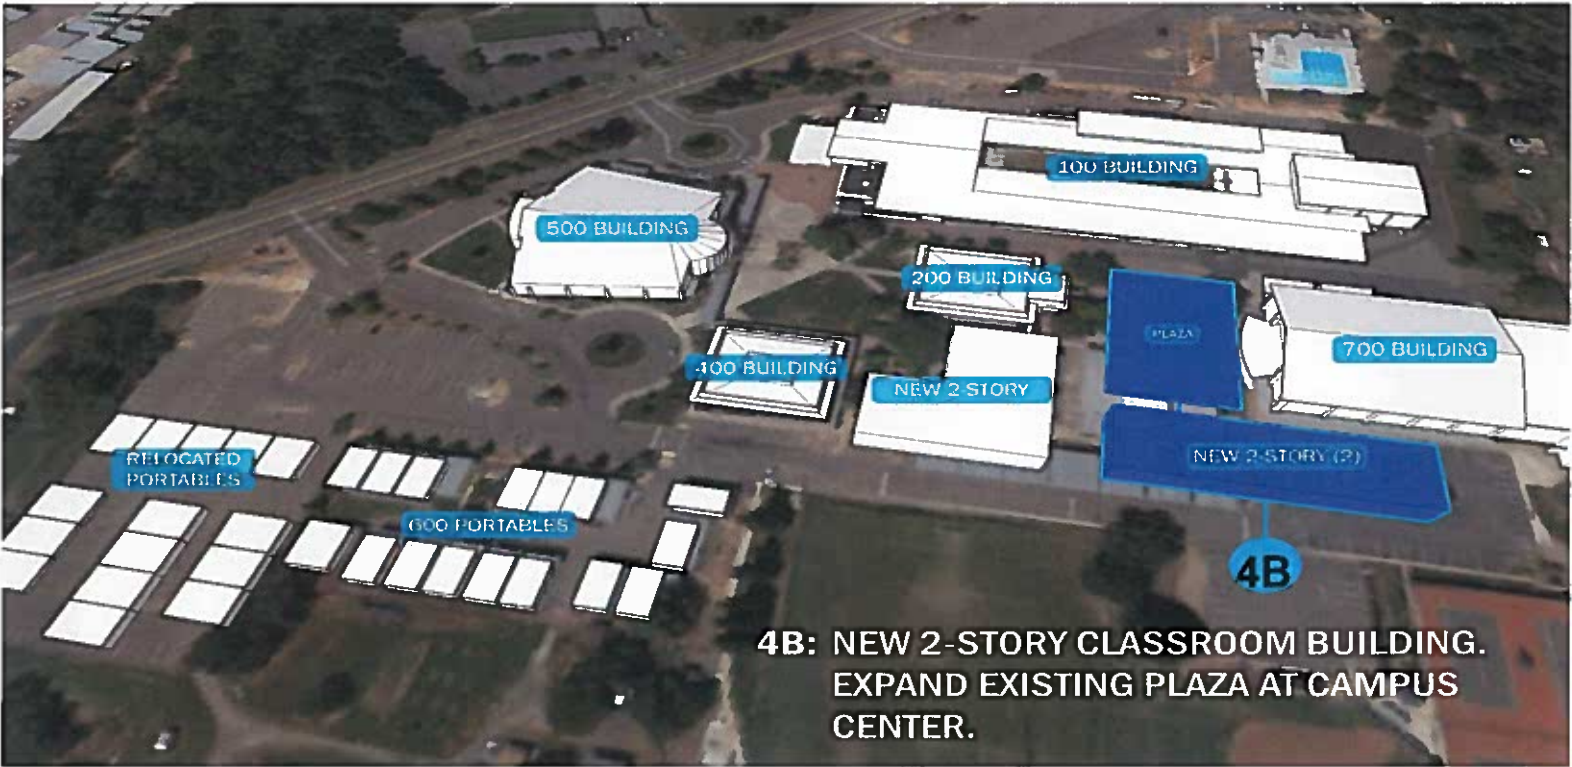 100 BUILDING
500 BUILDING
200 BUILDING
PLAZA
700 BUILDING
400 BUILDING
NEW 2-STORY
RELOCATED
PORTABLES
NEW 2-STORY (2)
600 PORTABLES
4B
4B: NEW 2-STORY CLASSROOM BUILDING.
EXPAND EXISTING PLAZA AT CAMPUS
CENTER.